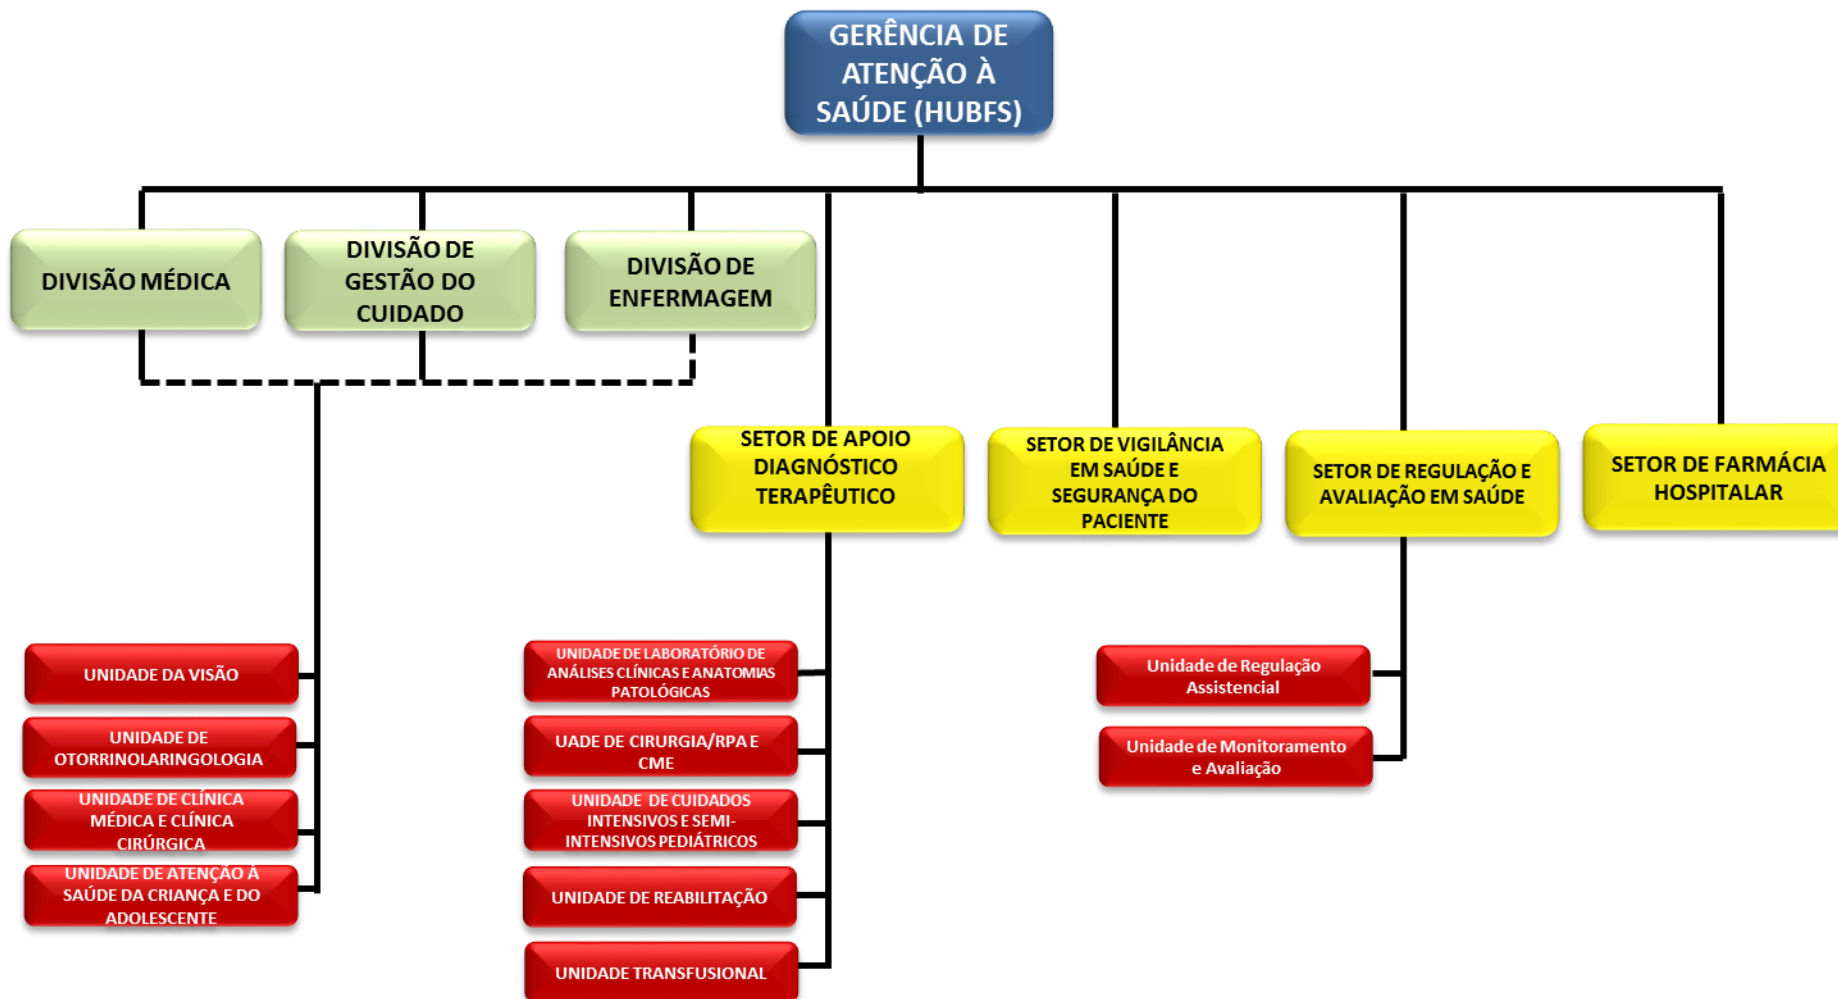 GERÊNCIA DE
ATENÇÃO À
SAÚDE (HUBFS)
DIVISÃO MÉDICA
DIVISÃO DE
GESTÃO DO
CUIDADO
DIVISÃO DE
ENFERMAGEM
SETOR DE APOIO
DIAGNÓSTICO
TERAPÊUTICO
SETOR DE VIGILÂNCIA
EM SAÚDE E
SEGURANÇA DO
PACIENTE
SETOR DE REGULAÇÃO E
AVALIAÇÃO EM SAÚDE
SETOR DE FARMÁCIA
HOSPITALAR
UNIDADE DA VISÃO
UNIDADE DE
OTORRINOLARINGOLOGIA
UNIDADE DE CLÍNICA
MÉDICA E CLÍNICA
CIRÚRGICA
UNIDADE DE ATENÇÃO À
SAÚDE DA CRIANÇA E DO
ADOLESCENTE
UNIDADE DE LABORATÓRIO DE
ANÁLISES CLÍNICAS E ANATOMIAS
PATOLÓGICAS
UADE DE CIRURGIA/RPA E
CME
UNIDADE DE CUIDADOS
INTENSIVOS E SEMI-
INTENSIVOS PEDIÁTRICOS
UNIDADE DE REABILITAÇÃO
UNIDADE TRANSFUSIONAL
Unidade de Regulação
Assistencial
Unidade de Monitoramento
e Avaliação